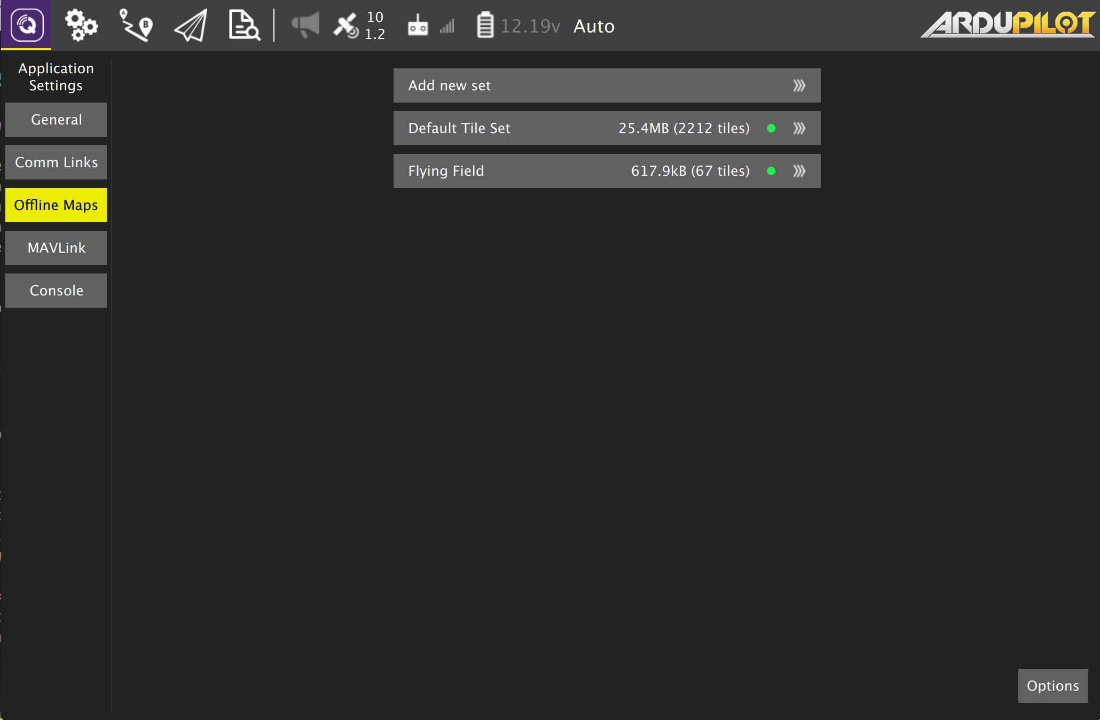 10
1.2
12.19v
Auto
ARDUPILOT
Application
Settings
General
Comm Links
Offline Maps
MAVLink
Console
Add new set
Default Tile Set 25.4MB (2212 tiles)
Flying Field 617.9kB (67 tiles)
Options